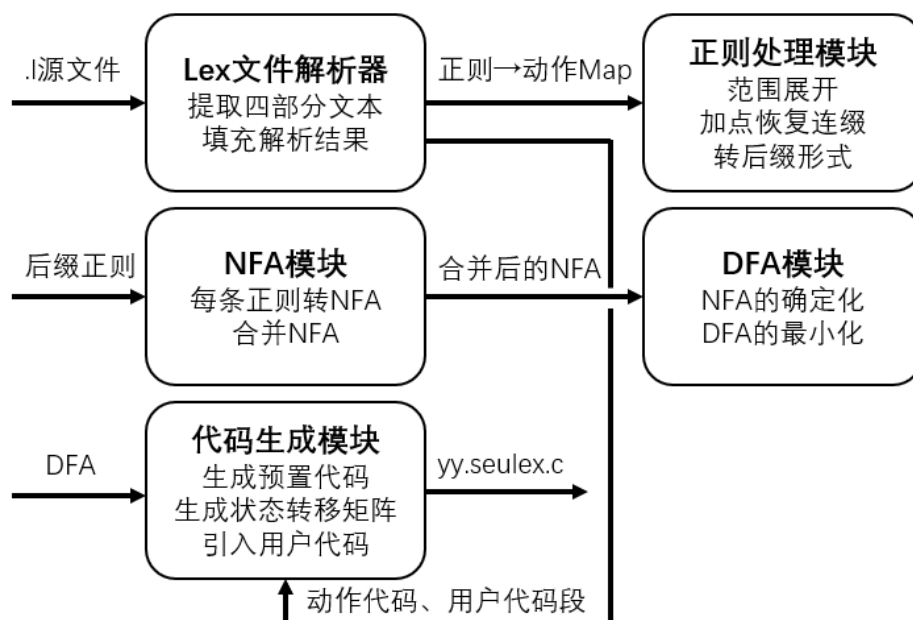 .l源文件
Lex文件解析器
提取四部分文本
填充解析结果
正则→动作Map
正则处理模块
范围展开
加点恢复连缀
转后缀形式
后缀正则
NFA模块
每条正则转NFA
合并NFA
合并后的NFA
DFA模块
NFA的确定化
DFA的最小化
DFA
代码生成模块
生成预置代码
生成状态转移矩阵
引入用户代码
yy.seulex.c
动作代码、用户代码段